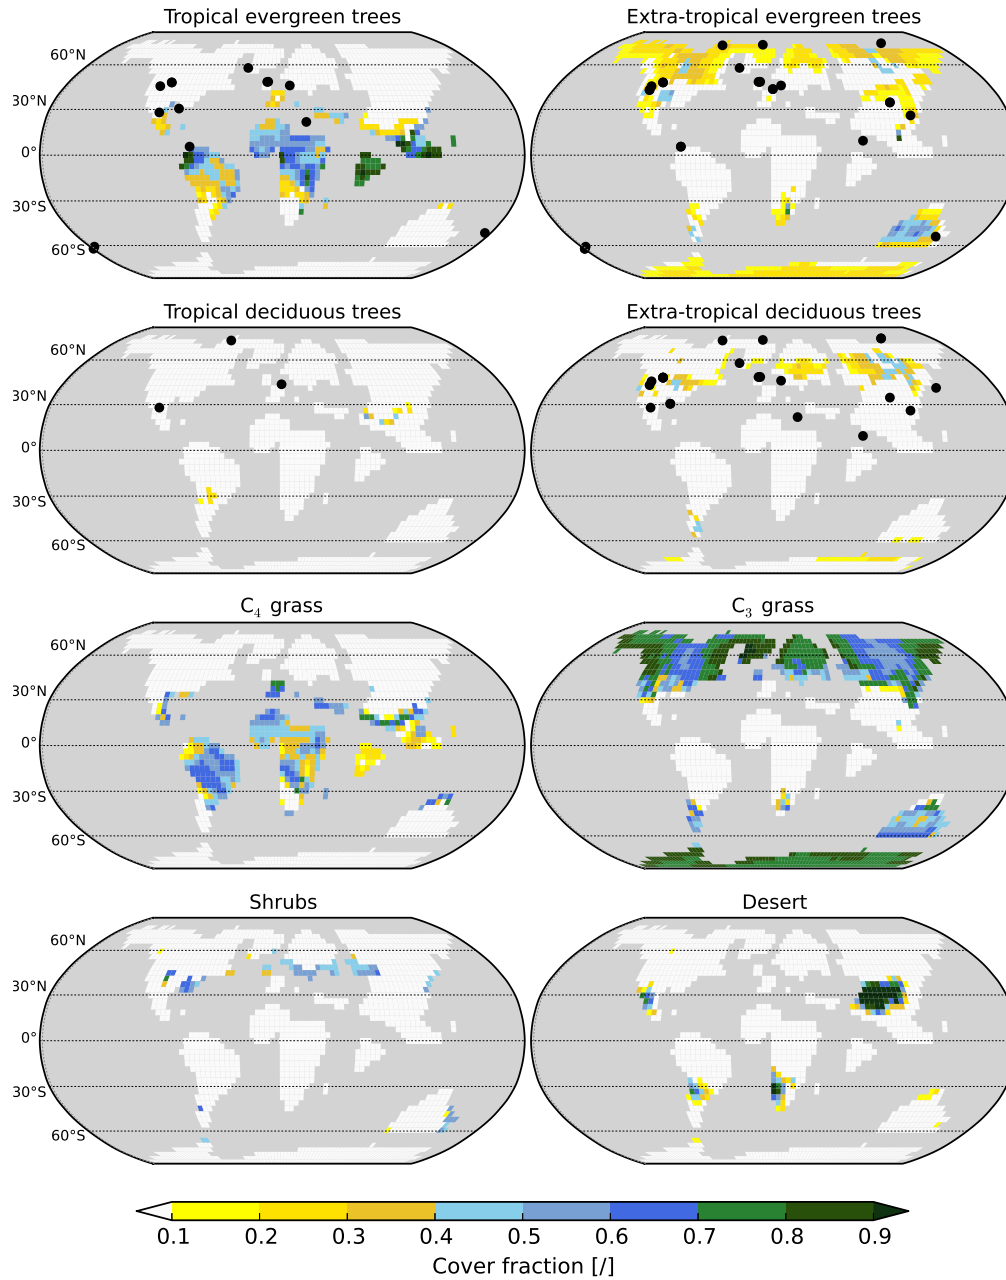 Tropical evergreen trees
Extra-tropical evergreen trees
60°N
30°N
0°
30°S
60°S
Tropical deciduous trees
Extra-tropical deciduous trees
60°N
30°N
0°
30°S
60°S
C₄ grass
C₃ grass
60°N
30°N
0°
30°S
60°S
Shrubs
Desert
60°N
30°N
0°
30°S
60°S
0.1 0.2 0.3 0.4 0.5 0.6 0.7 0.8 0.9
Cover fraction [/]